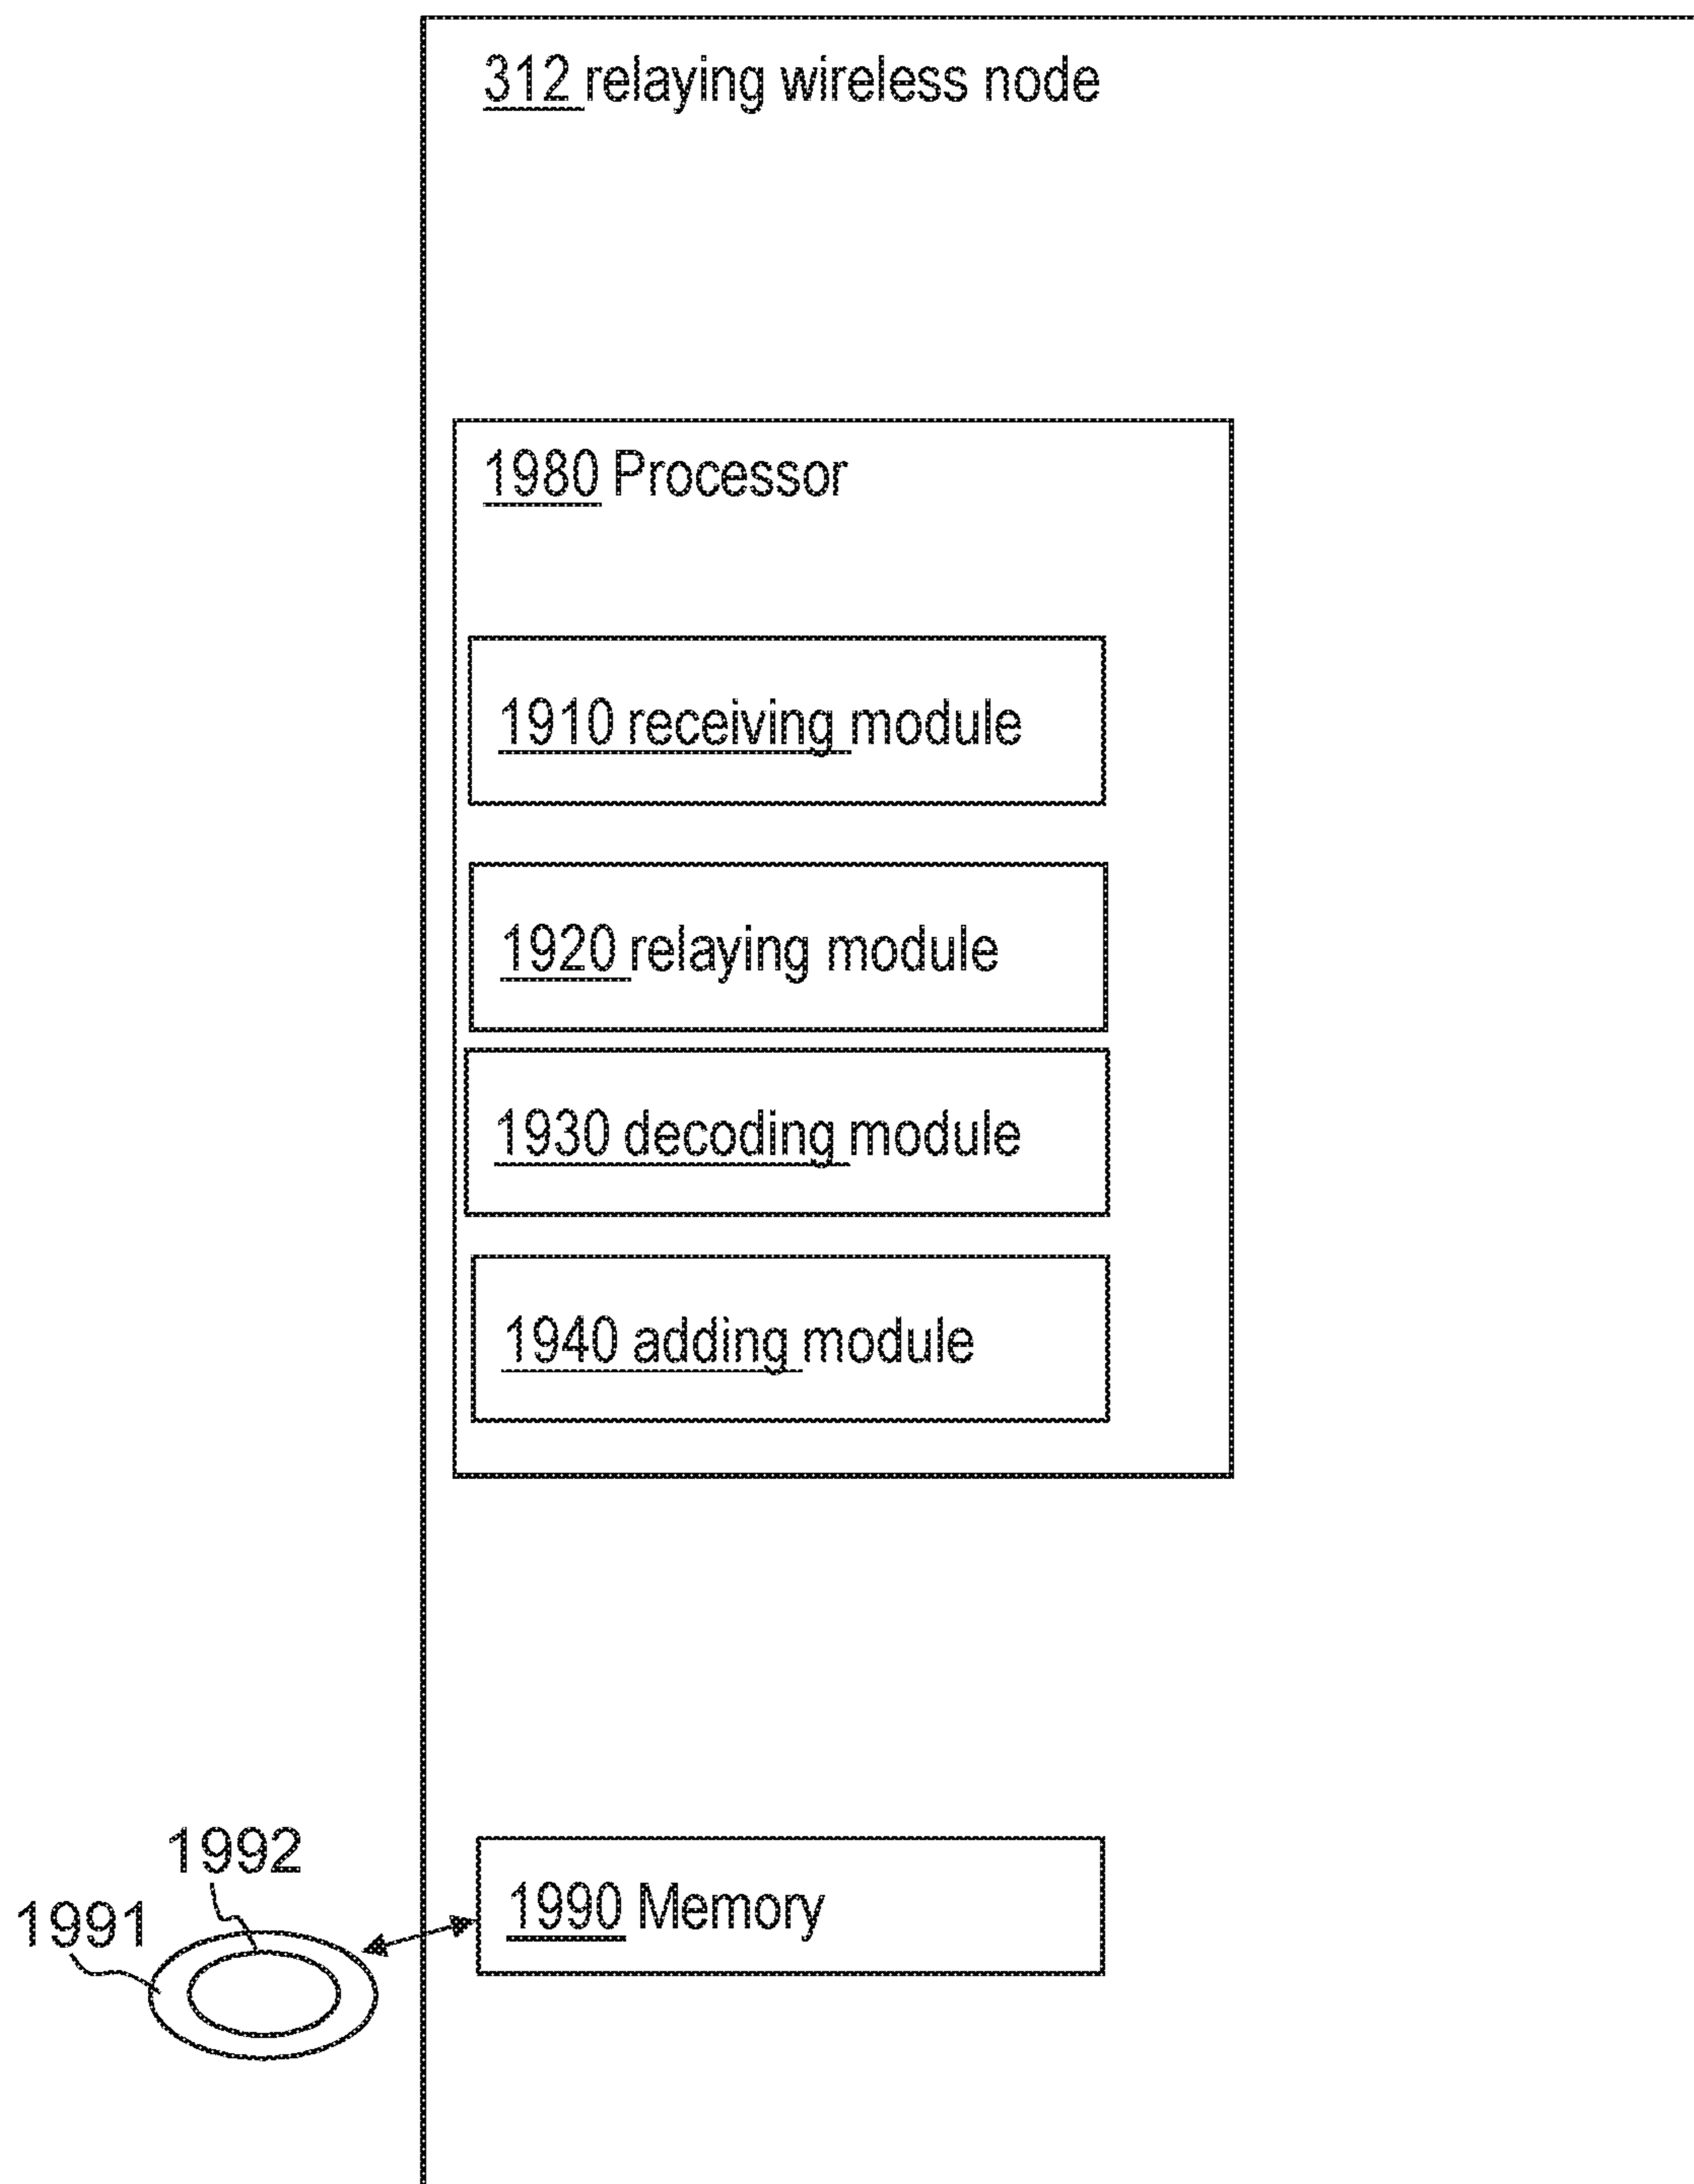 312 relaying wireless node
1980 Processor
1910 receiving module
1920 relaying module
1930 decoding module
1940 adding module
1992
1991
1990 Memory